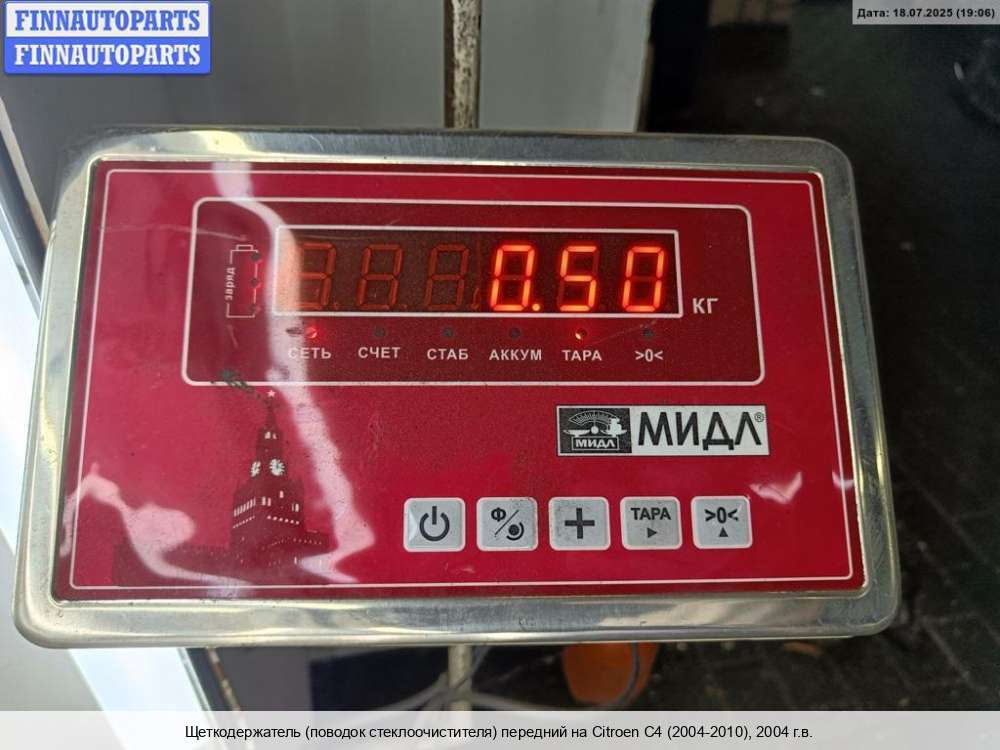 FINNAUTOPARTS
FINNAUTOPARTS
Дата: 18.07.2025 (19:06)
заряд
0.50
КГ
СЕТЬ СЧЕТ СТАБ АККУМ ТАРА >0<
МИДЛ МИДЛ®
Ф ТАРА >0<
Щеткодержатель (поводок стеклоочистителя) передний на Citroen C4 (2004-2010), 2004 г.в.